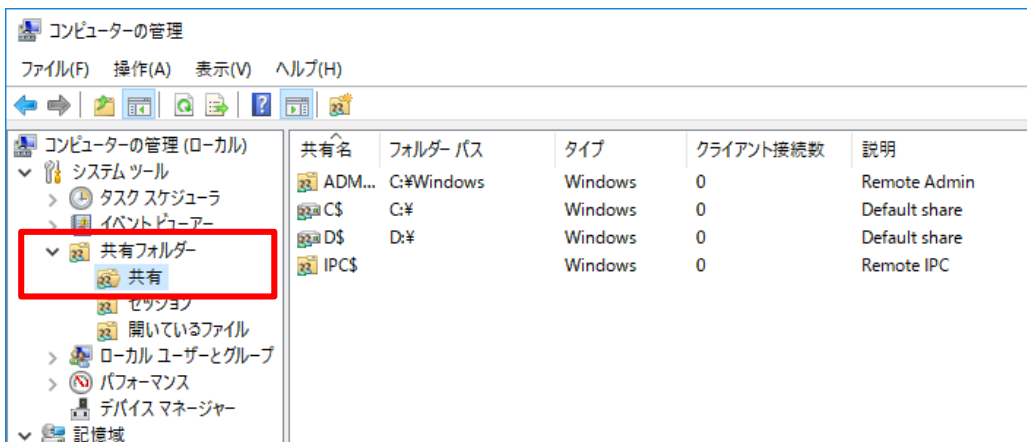 コンピューターの管理
ファイル(F) 操作(A) 表示(V) ヘルプ(H)
コンピューターの管理 (ローカル)
システム ツール
タスク スケジューラ
イベント ビューアー
共有フォルダー
共有
セッション
開いているファイル
ローカル ユーザーとグループ
パフォーマンス
デバイス マネージャー
記憶域
共有名 フォルダー パス タイプ クライアント接続数 説明
ADM... C:¥Windows Windows 0 Remote Admin
C$ C:¥ Windows 0 Default share
D$ D:¥ Windows 0 Default share
IPC$ Windows 0 Remote IPC